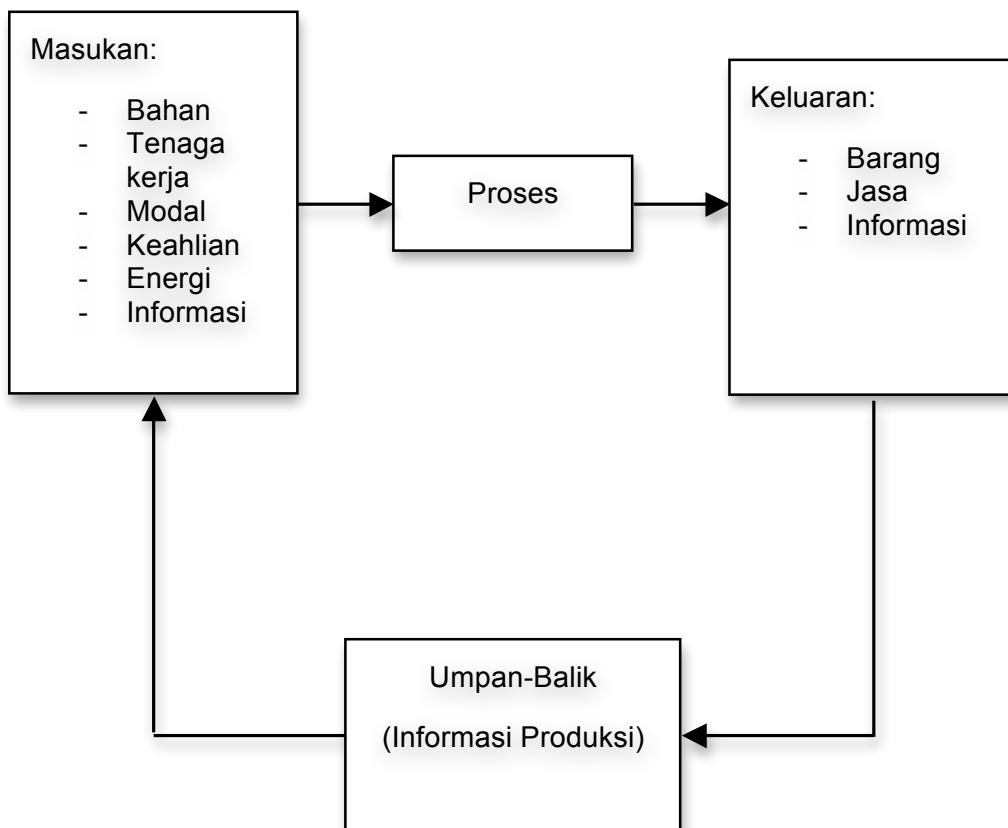 Masukan:
- Bahan
- Tenaga
kerja
- Modal
- Keahlian
- Energi
- Informasi
Proses
Keluaran:
- Barang
- Jasa
- Informasi
Umpan-Balik
(Informasi Produksi)